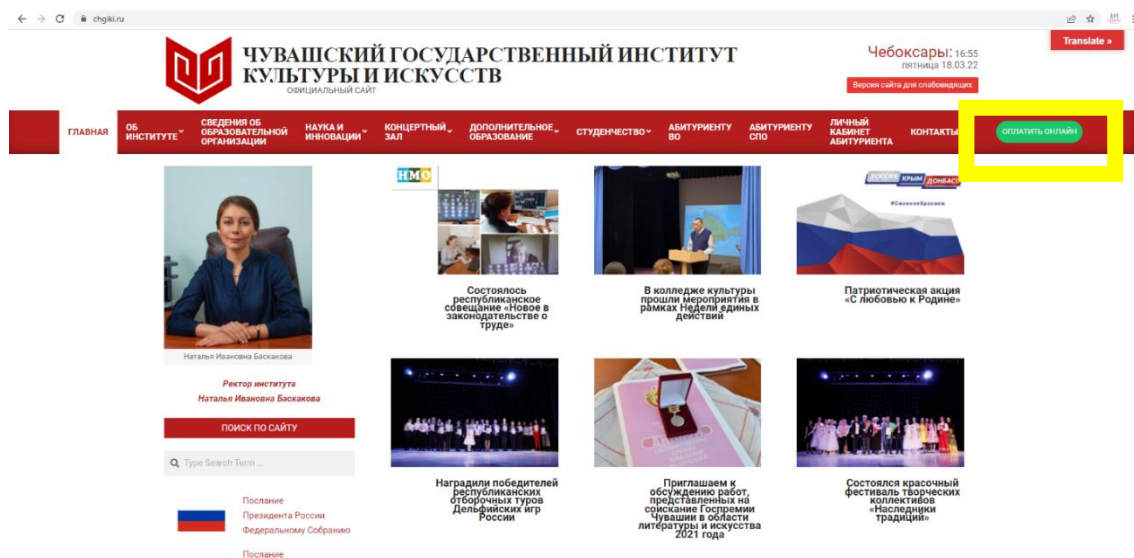 chgiki.ru
ЧУВАШСКИЙ ГОСУДАРСТВЕННЫЙ ИНСТИТУТ
КУЛЬТУРЫ И ИСКУССТВ
ОФИЦИАЛЬНЫЙ САЙТ
Чебоксары: 16:55
пятница 18.03.22
Версия сайта для слабовидящих
Translate »
ГЛАВНАЯ
ОБ
ИНСТИТУТЕ
СВЕДЕНИЯ ОБ
ОБРАЗОВАТЕЛЬНОЙ
ОРГАНИЗАЦИИ
НАУКА И
ИННОВАЦИИ
КОНЦЕРТНЫЙ
ЗАЛ
ДОПОЛНИТЕЛЬНОЕ
ОБРАЗОВАНИЕ
СТУДЕНЧЕСТВО
АБИТУРИЕНТУ
ВО
АБИТУРИЕНТУ
СПО
ЛИЧНЫЙ
КАБИНЕТ
АБИТУРИЕНТА
КОНТАКТЫ
ОПЛАТИТЬ ОНЛАЙН
Наталья Ивановна Баскакова
Ректор института
Наталья Ивановна Баскакова
ПОИСК ПО САЙТУ
Type Search Term ...
Послание
Президента России
Федеральному Собранию
Послание
НМО
Состоялось
республиканское
совещание «Новое в
законодательстве о
труде»
В колледже культуры
прошли мероприятия в
рамках Недели единых
действий
РОССИЯ КРЫМ ДОНБАСС
#Своихнебросаем
Патриотическая акция
«С любовью к Родине»
Наградили победителей
республиканских
отборочных туров
Дельфийских игр
России
Приглашаем к
обсуждению работ,
представленных на
соискание Госпремии
Чувашии в области
литературы и искусства
2021 года
Состоялся красочный
фестиваль творческих
коллективов
«Наследники
традиций»